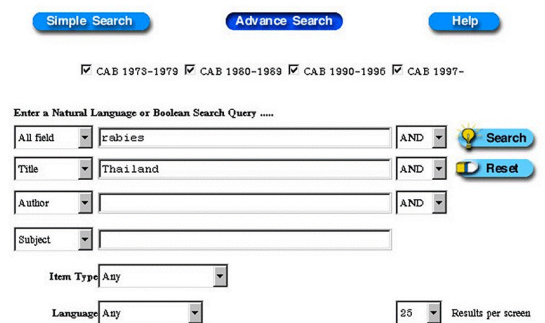 Simple Search Advance Search Help
CAB 1973-1979 CAB 1980-1989 CAB 1990-1996 CAB 1997-
Enter a Natural Language or Boolean Search Query .....
All field rabies AND Search
Title Thailand AND Reset
Author AND
Subject
Item Type Any
Language Any 25 Results per screen